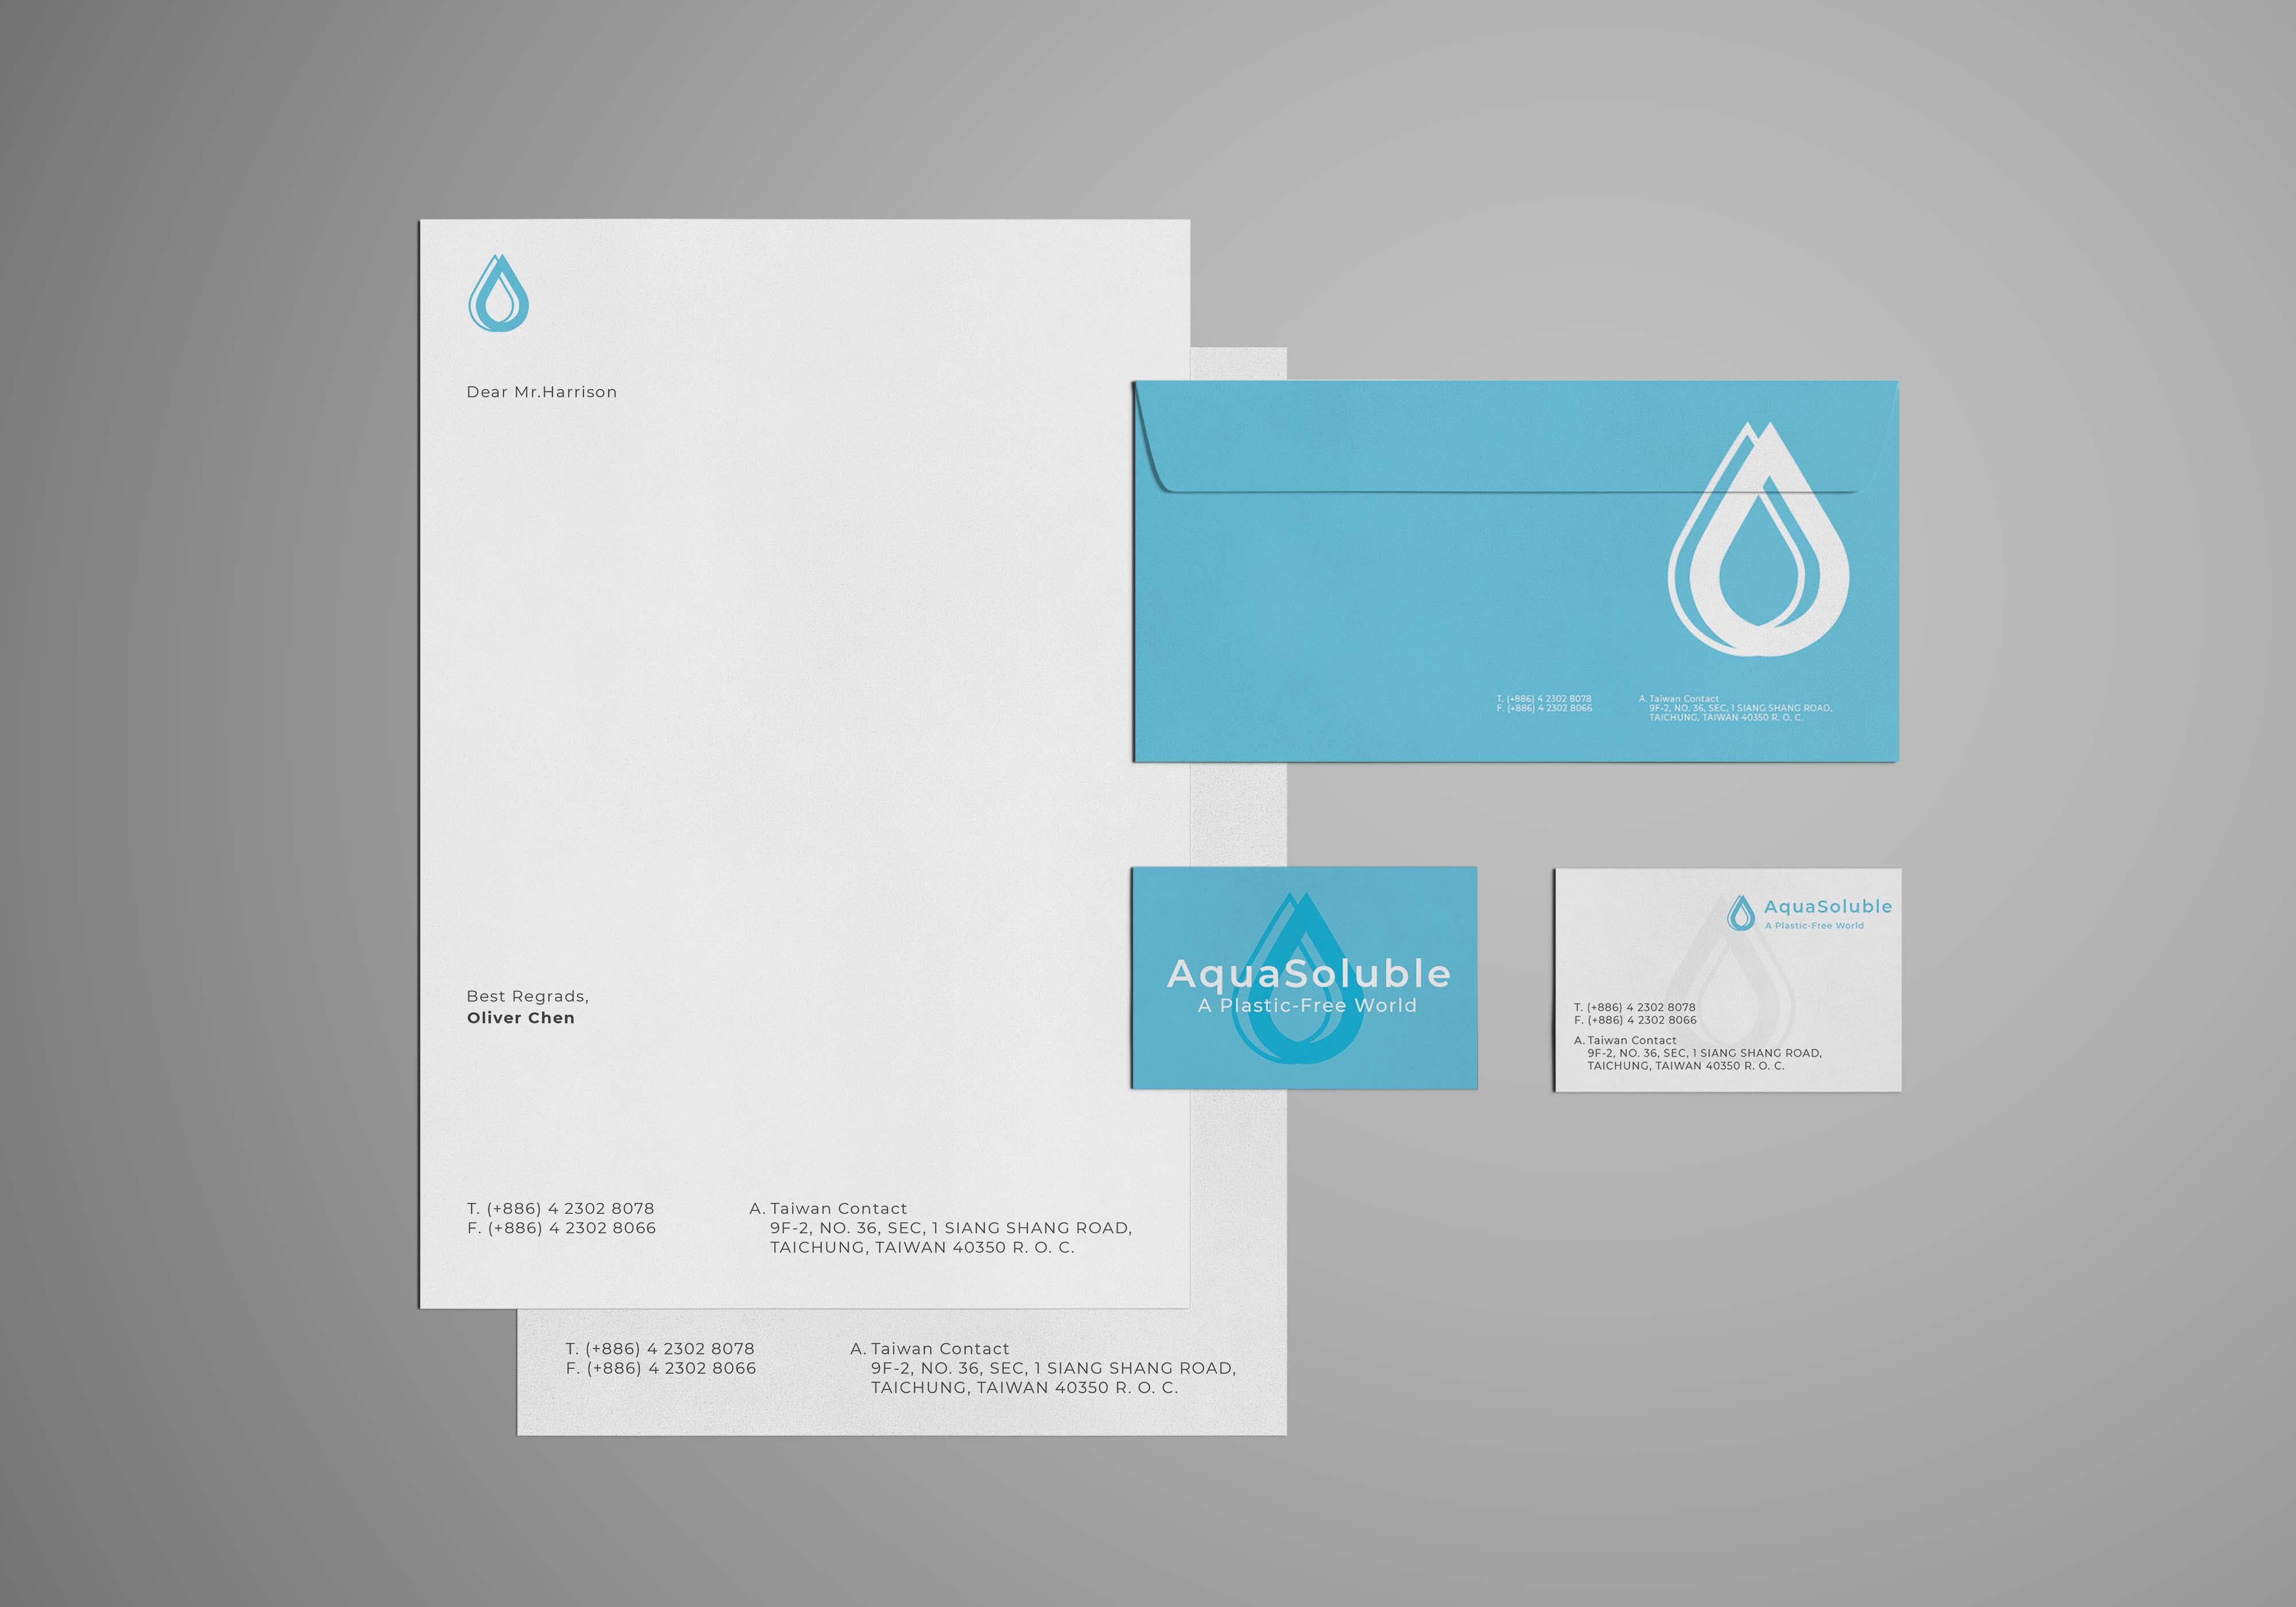 Dear Mr.Harrison
Best Regrads,
Oliver Chen
T. (+886) 4 2302 8078
F. (+886) 4 2302 8066
A. Taiwan Contact
9F-2, NO. 36, SEC, 1 SIANG SHANG ROAD,
TAICHUNG, TAIWAN 40350 R. O. C.
T. (+886) 4 2302 8078
F. (+886) 4 2302 8066
A. Taiwan Contact
9F-2, NO. 36, SEC, 1 SIANG SHANG ROAD,
TAICHUNG, TAIWAN 40350 R. O. C.
T. (+886) 4 2302 8078
F. (+886) 4 2302 8066
A. Taiwan Contact
9F-2, NO. 36, SEC, 1 SIANG SHANG ROAD,
TAICHUNG, TAIWAN 40350 R. O. C.
AquaSoluble
A Plastic-Free World
AquaSoluble
A Plastic-Free World
T. (+886) 4 2302 8078
F. (+886) 4 2302 8066
A. Taiwan Contact
9F-2, NO. 36, SEC, 1 SIANG SHANG ROAD,
TAICHUNG, TAIWAN 40350 R. O. C.